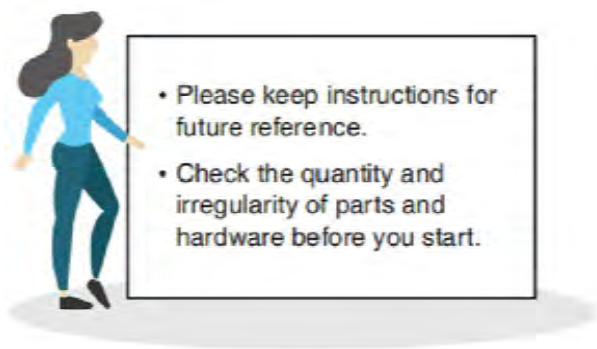 • Please keep instructions for
future reference.
• Check the quantity and
irregularity of parts and
hardware before you start.